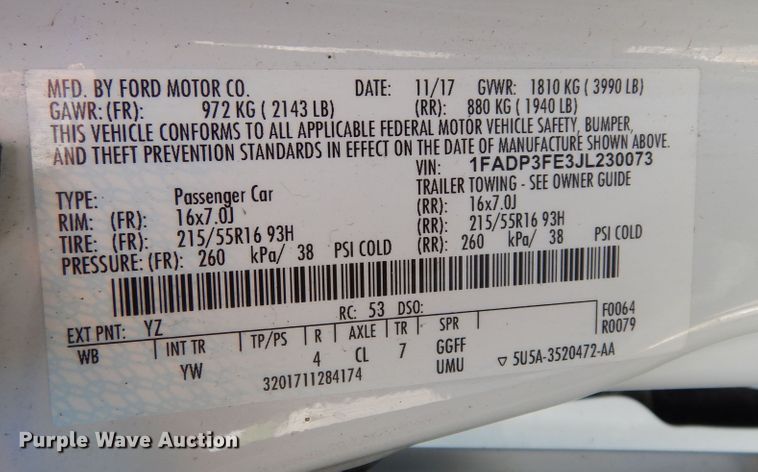 MFD. BY FORD MOTOR CO. DATE: 11/17 GVWR: 1810 KG ( 3990 LB)
GAWR: (FR): 972 KG ( 2143 LB) (RR): 880 KG ( 1940 LB)
THIS VEHICLE CONFORMS TO ALL APPLICABLE FEDERAL MOTOR VEHICLE SAFETY, BUMPER,
AND THEFT PREVENTION STANDARDS IN EFFECT ON THE DATE OF MANUFACTURE SHOWN ABOVE.
VIN: 1FADP3FE3JL230073
TYPE: Passenger Car TRAILER TOWING - SEE OWNER GUIDE
RIM: (FR): 16x7.0J (RR): 16x7.0J
TIRE: (FR): 215/55R16 93H (RR): 215/55R16 93H
PRESSURE: (FR): 260 kPa/ 38 PSI COLD (RR): 260 kPa/ 38 PSI COLD
EXT PNT: YZ RC: 53 DSO: F0064
WB INT TR TP/PS R AXLE TR SPR R0079
YW 4 CL 7 GGFF
UMU ▽ 5U5A-3520472-AA
3201711284174
Purple Wave Auction